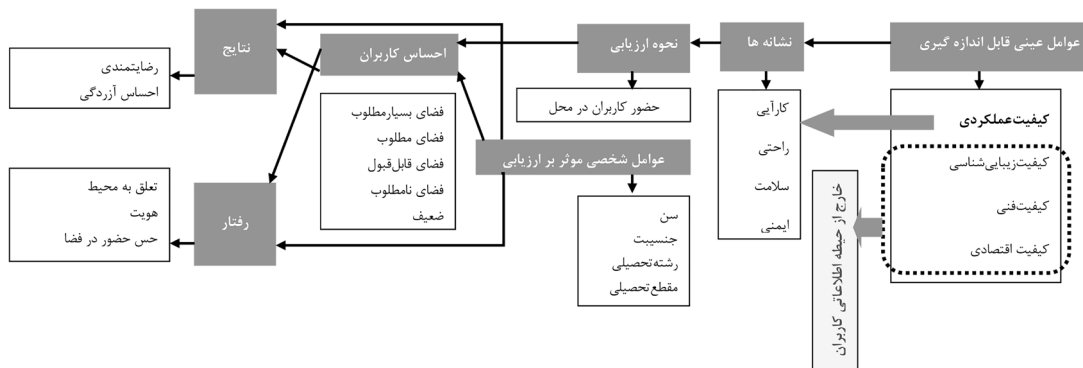 عوامل عینی قابل اندازه گیری
کیفیت‌عملکردی
کیفیت‌زیبایی‌شناسی
کیفیت‌فنی
کیفیت اقتصادی
خارج از حیطه اطلاعاتی کاربران
نشانه ها
کارآیی
راحتی
سلامت
ایمنی
نحوه ارزیابی
حضور کاربران در محل
عوامل شخصی موثر بر ارزیابی
سن
جنسیت
رشته‌تحصیلی
مقطع‌تحصیلی
احساس کاربران
فضای بسیارمطلوب
فضای مطلوب
فضای قابل‌قبول
فضای نامطلوب
ضعیف
نتایج
رضایتمندی
احساس آزردگی
رفتار
تعلق به محیط
هویت
حس حضور در فضا